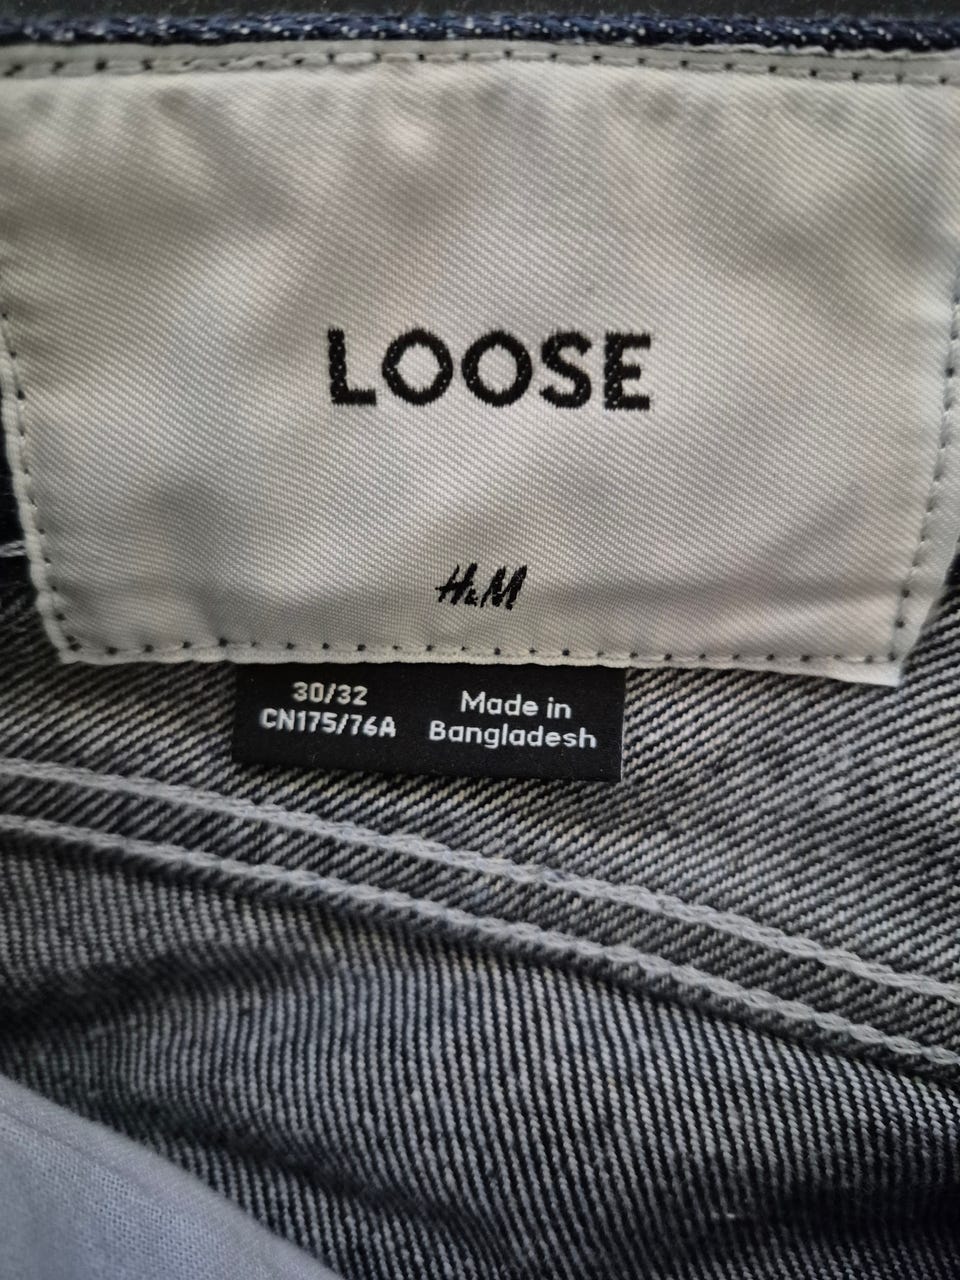 LOOSE
H&M
30/32
CN175/76A
Made in
Bangladesh